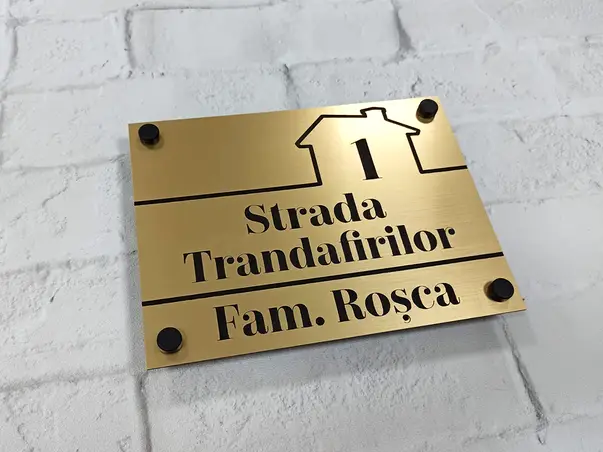 1
Strada
Trandafirilor
Fam. Roșca